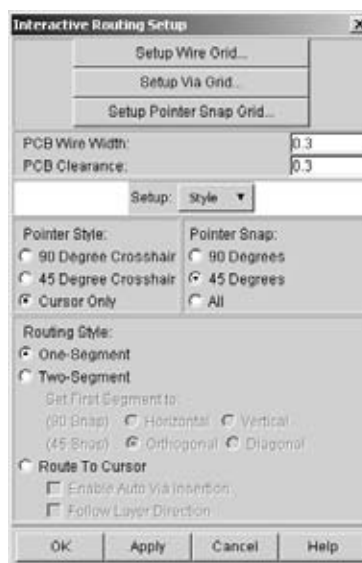 Interactive Routing Setup
Setup Wire Grid...
Setup Via Grid...
Setup Pointer Snap Grid...
PCB Wire Width: 0.3
PCB Clearance: 0.3
Setup: Style
Pointer Style: Pointer Snap:
90 Degree Crosshair 90 Degrees
45 Degree Crosshair 45 Degrees
Cursor Only All
Routing Style:
One-Segment
Two-Segment
Set First Segment to:
(90 Snap) Horizontal Vertical
(45 Snap) Orthogonal Diagonal
Route To Cursor
Enable Auto Via Insertion
Follow Layer Direction
OK Apply Cancel Help